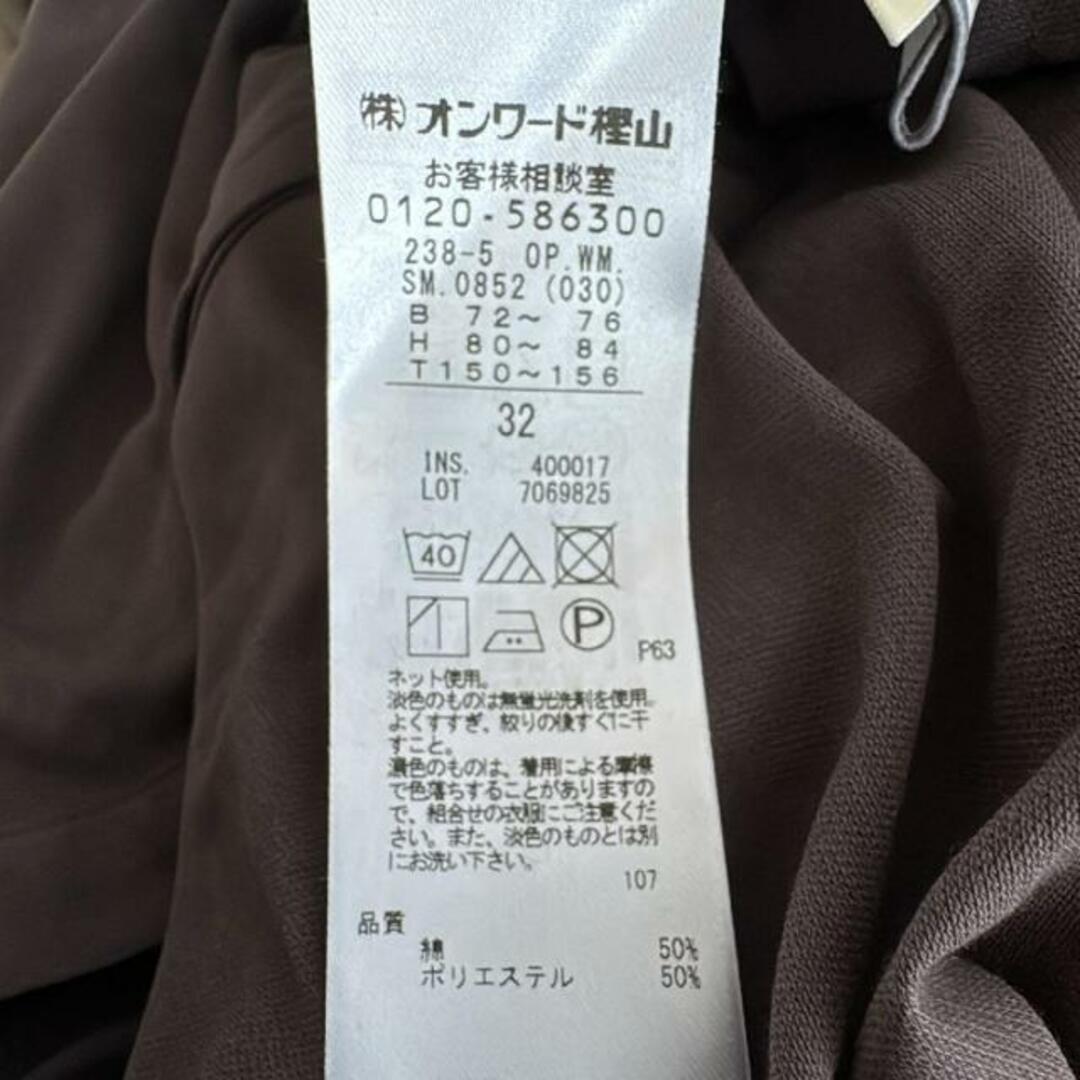 (株)オンワード樫山
お客様相談室
0120-586300
238-5 OP.WM.
SM.0852 (030)
B 72〜 76
H 80〜 84
T150〜156
32
INS. 400017
LOT 7069825
40
P
P63
ネット使用。
淡色のものは無蛍光洗剤を使用。
よくすすぎ、絞りの後すぐに干
すこと。
濃色のものは、着用による摩擦
で色落ちすることがありますの
で、組合せの衣服にご注意くだ
さい。また、淡色のものとは別
にお洗い下さい。
107
品質
綿 50%
ポリエステル 50%